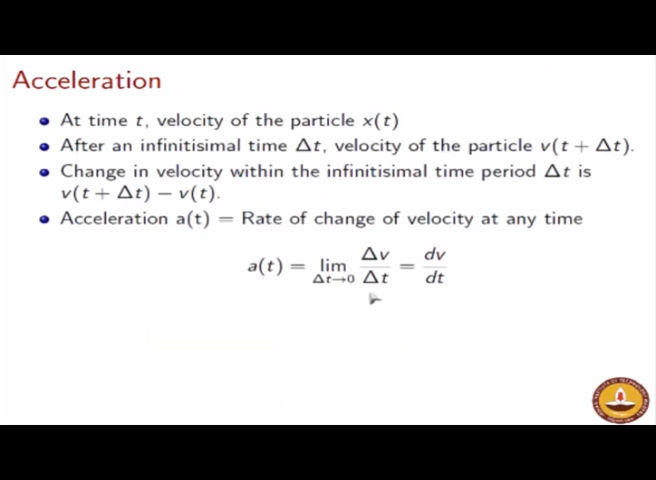 Acceleration
At time t, velocity of the particle x(t)
After an infinitisimal time Δt, velocity of the particle v(t + Δt).
Change in velocity within the infinitisimal time period Δt is
v(t + Δt) − v(t).
Acceleration a(t) = Rate of change of velocity at any time
a(t) = lim Δt→0 Δv/Δt = dv/dt